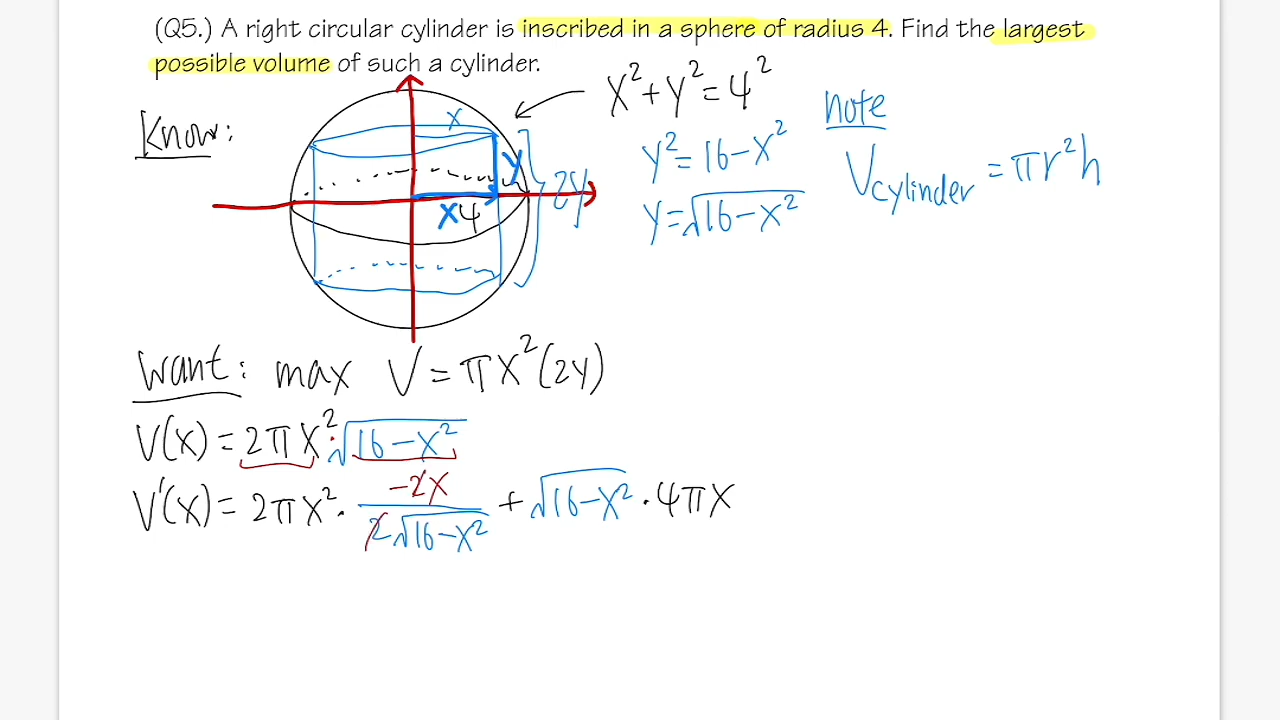 (Q5.) A right circular cylinder is inscribed in a sphere of radius 4. Find the largest
possible volume of such a cylinder.
Know:
x
y
2y
x 4
x² + y² = 4²
y² = 16 - x²
y = √(16 - x²)
note
V cylinder = πr²h
Want: max V = πx²(2y)
V(x) = 2πx² · √(16 - x²)
V'(x) = 2πx² · (-2x)/(2√(16 - x²)) + √(16 - x²) · 4πx